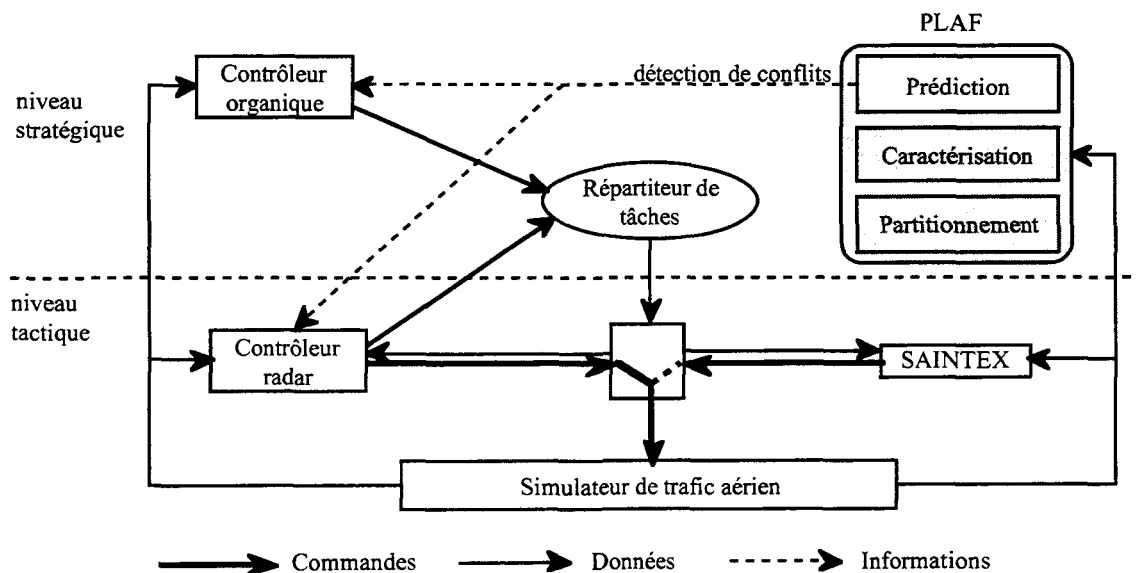 PLAF
Contrôleur
organique
détection de conflits
Prédiction
niveau
stratégique
Caractérisation
Répartiteur de
tâches
Partitionnement
niveau
tactique
Contrôleur
radar
SAINTEX
Simulateur de trafic aérien
Commandes
Données
Informations